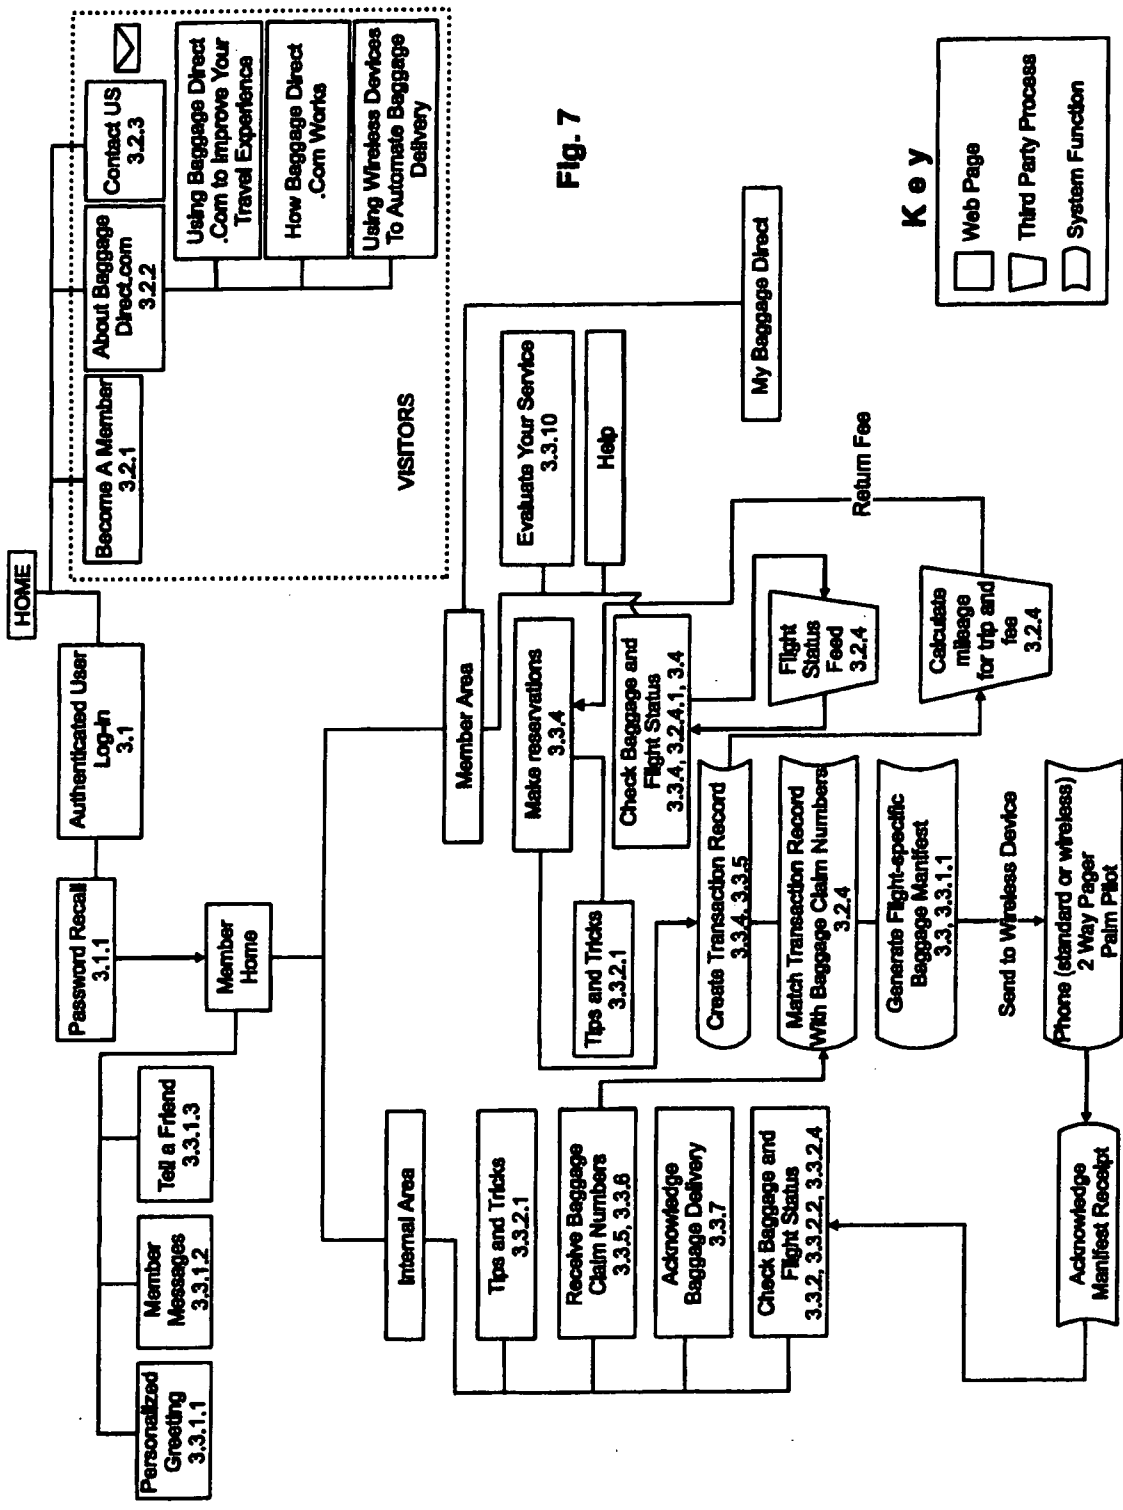 HOME
Authenticated User
Log-in
3.1
Password Recall
3.1.1
Member
Home
Personalized
Greeting
3.3.1.1
Member
Messages
3.3.1.2
Tell a Friend
3.3.1.3
Become A Member
3.2.1
About Baggage
Direct.com
3.2.2
Contact US
3.2.3
Using Baggage Direct
.Com to Improve Your
Travel Experience
How Baggage Direct
.Com Works
Using Wireless Devices
To Automate Baggage
Delivery
VISITORS
Internal Area
Tips and Tricks
3.3.2.1
Receive Baggage
Claim Numbers
3.3.5, 3.3.6
Acknowledge
Baggage Delivery
3.3.7
Check Baggage and
Flight Status
3.3.2, 3.3.2.2, 3.3.2.4
Member Area
Make reservations
3.3.4
Evaluate Your Service
3.3.10
Help
Check Baggage and
Flight Status
3.3.4, 3.2.4.1, 3.4
Tips and Tricks
3.3.2.1
Create Transaction Record
3.3.4, 3.3.5
Match Transaction Record
With Baggage Claim Numbers
3.2.4
Generate Flight-specific
Baggage Manifest
3.3, 3.3.1.1
Send to Wireless Device
Phone (standard or wireless)
2 Way Pager
Palm Pilot
Acknowledge
Manifest Receipt
Flight
Status
Feed
3.2.4
Calculate
mileage
for trip and
fee
3.2.4
Return Fee
My Baggage Direct
Fig. 7
Key
Web Page
Third Party Process
System Function